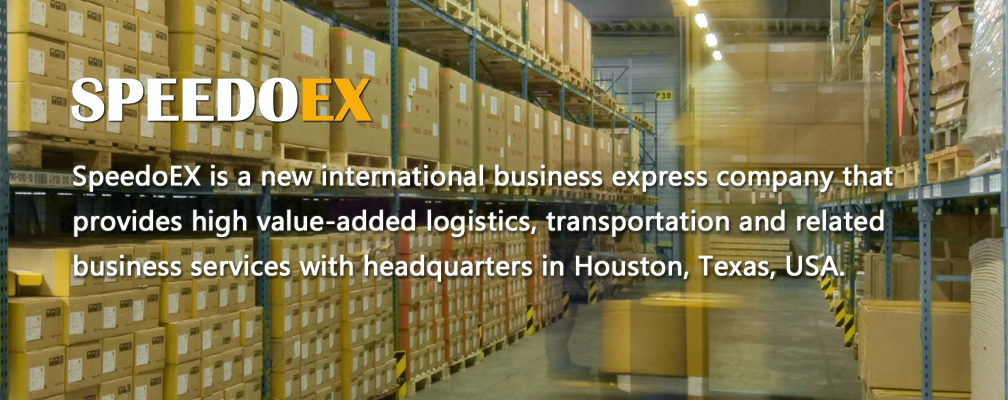 SPEEDOEX
SpeedoEX is a new international business express company that
provides high value-added logistics, transportation and related
business services with headquarters in Houston, Texas, USA.
P30